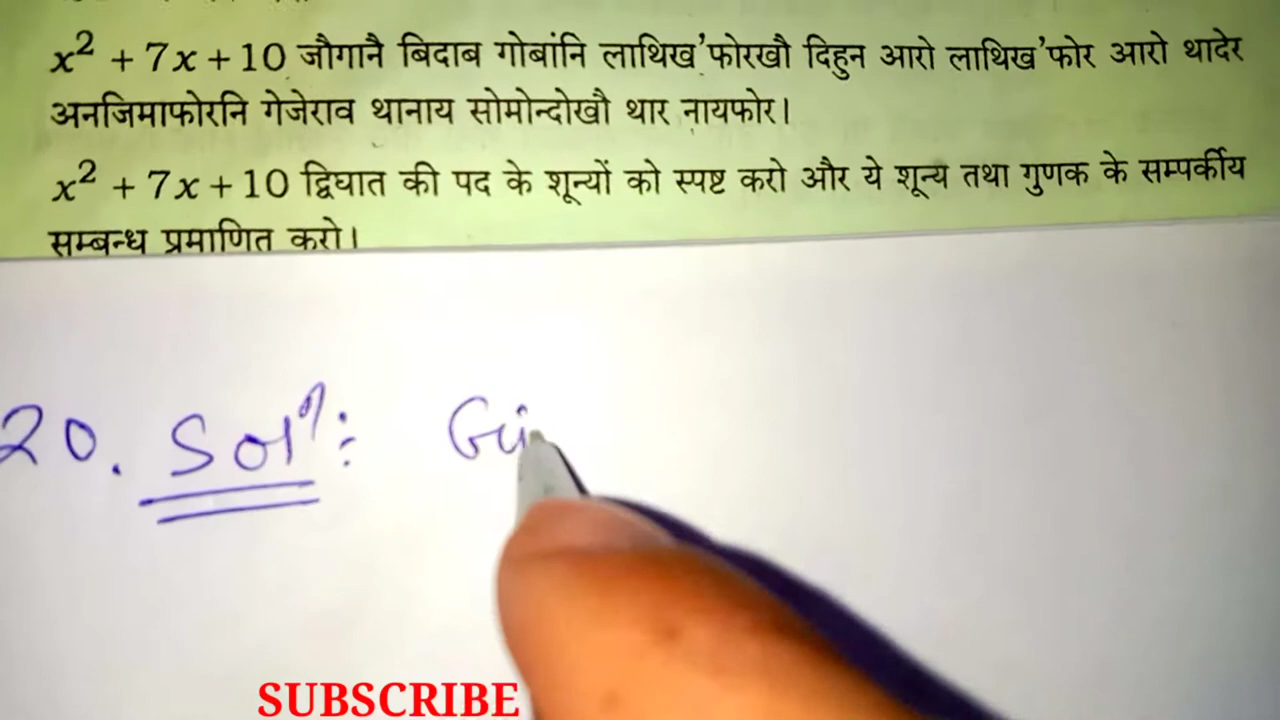 x² + 7x + 10 जौगानै बिदाब गोबांनि लाथिख'फोरखौ दिहुन आरो लाथिख'फोर आरो थादेर
अनजिमाफोरनि गेजेराव थानाय सोमोन्दोखौ थार नायफोर।
x² + 7x + 10 द्विघात की पद के शून्यों को स्पष्ट करो और ये शून्य तथा गुणक के सम्पर्कीय
सम्बन्ध प्रमाणित करो।
20. Solⁿ: Gi
SUBSCRIBE